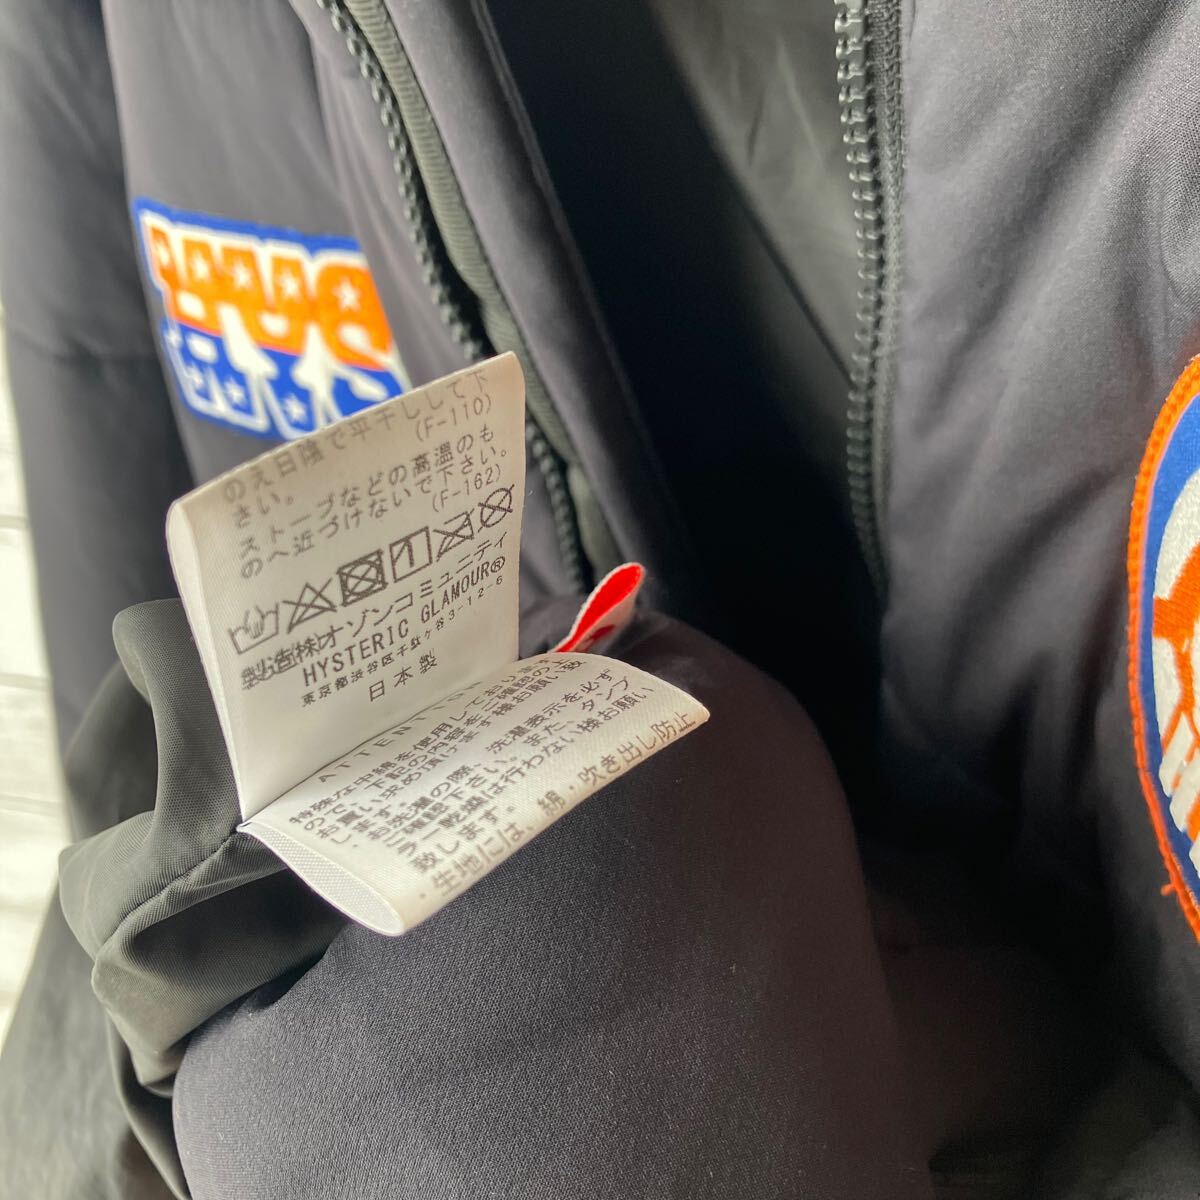 のえ日陰で平干しして下
さい。 (F-110)
ストーブなどの高温のも
のへ近づけないで下さい。
(F-162)
製造(株)オゾンコミュニティ
HYSTERIC GLAMOUR®
東京都渋谷区千駄ヶ谷3-12-6
日本製
ATTENTION
特殊な中綿を使用しておりま
ので、下記の内容をご確認の上
お買い求め頂けます様お願い致
します。
お洗濯の際、洗濯表示を必ず
ご確認下さい。また、タンブ
ラー乾燥は行わない様お願い
致します。
・生地には、綿・吹き出し防止